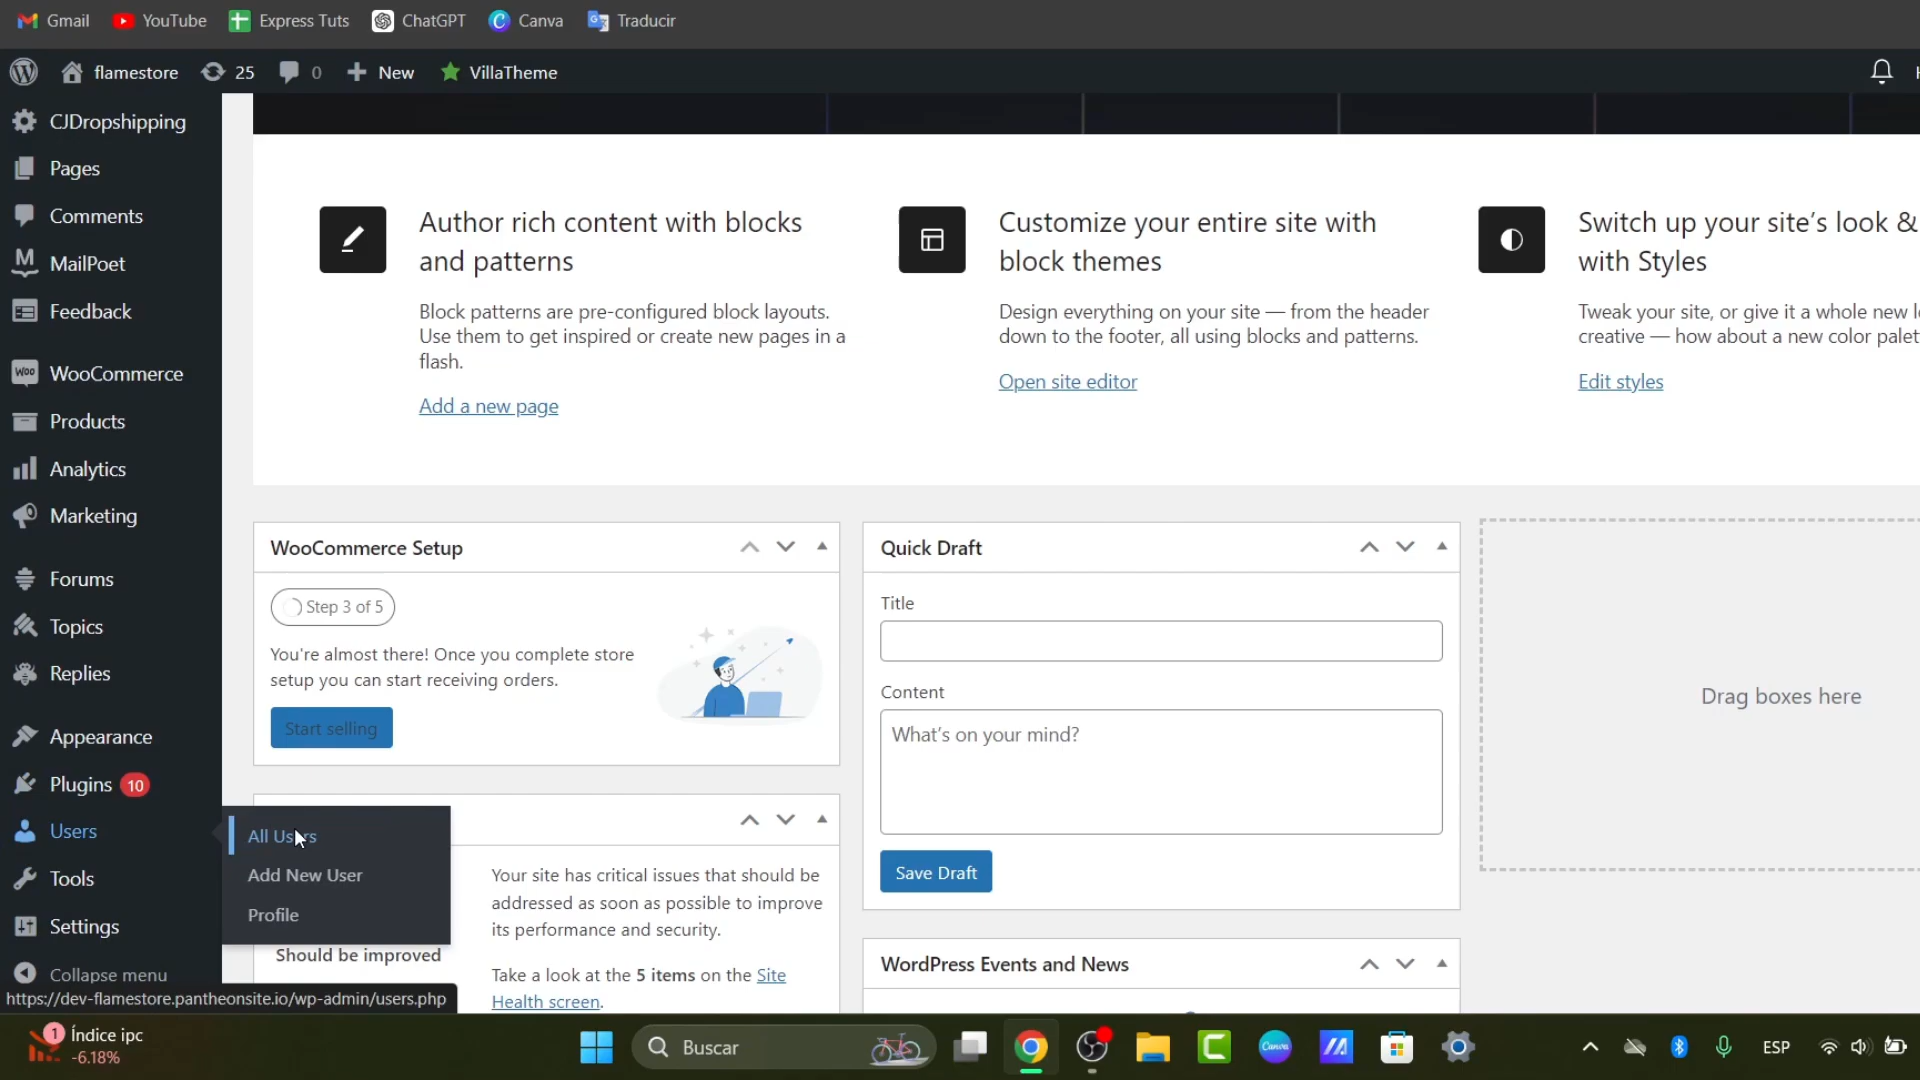 Gmail YouTube Express Tuts ChatGPT Canva Traducir
flamestore 25 0 New VillaTheme
CJDropshipping
Pages
Comments
MailPoet
Feedback
WooCommerce
Products
Analytics
Marketing
Forums
Topics
Replies
Appearance
Plugins 10
Users
Tools
Settings
Collapse menu
All Users
Add New User
Profile
https://dev-flamestore.pantheonsite.io/wp-admin/users.php
Author rich content with blocks
and patterns
Block patterns are pre-configured block layouts.
Use them to get inspired or create new pages in a
flash.
Add a new page
Customize your entire site with
block themes
Design everything on your site — from the header
down to the footer, all using blocks and patterns.
Open site editor
Switch up your site's look &
with Styles
Tweak your site, or give it a whole new
creative — how about a new color
Edit styles
WooCommerce Setup
Step 3 of 5
You're almost there! Once you complete store
setup you can start receiving orders.
Start selling
Your site has critical issues that should be
addressed as soon as possible to improve
its performance and security.
Should be improved
Take a look at the 5 items on the Site
Health screen.
Quick Draft
Title
Content
What's on your mind?
Save Draft
WordPress Events and News
Drag boxes here
1 Índice ipc
-6.18%
Buscar
Canva
ESP